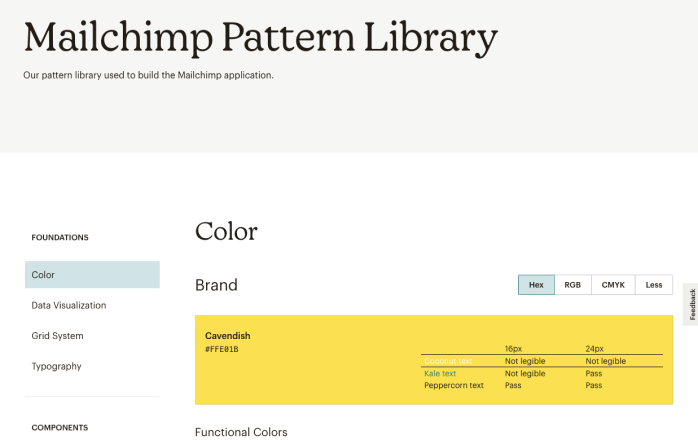 Mailchimp Pattern Library
Our pattern library used to build the Mailchimp application.
FOUNDATIONS
Color
Data Visualization
Grid System
Typography
COMPONENTS
Color
Brand
Hex RGB CMYK Less
Cavendish
#FFE01B
16px 24px
Coconut text Not legible Not legible
Kale text Not legible Pass
Peppercorn text Pass Pass
Functional Colors
Feedback